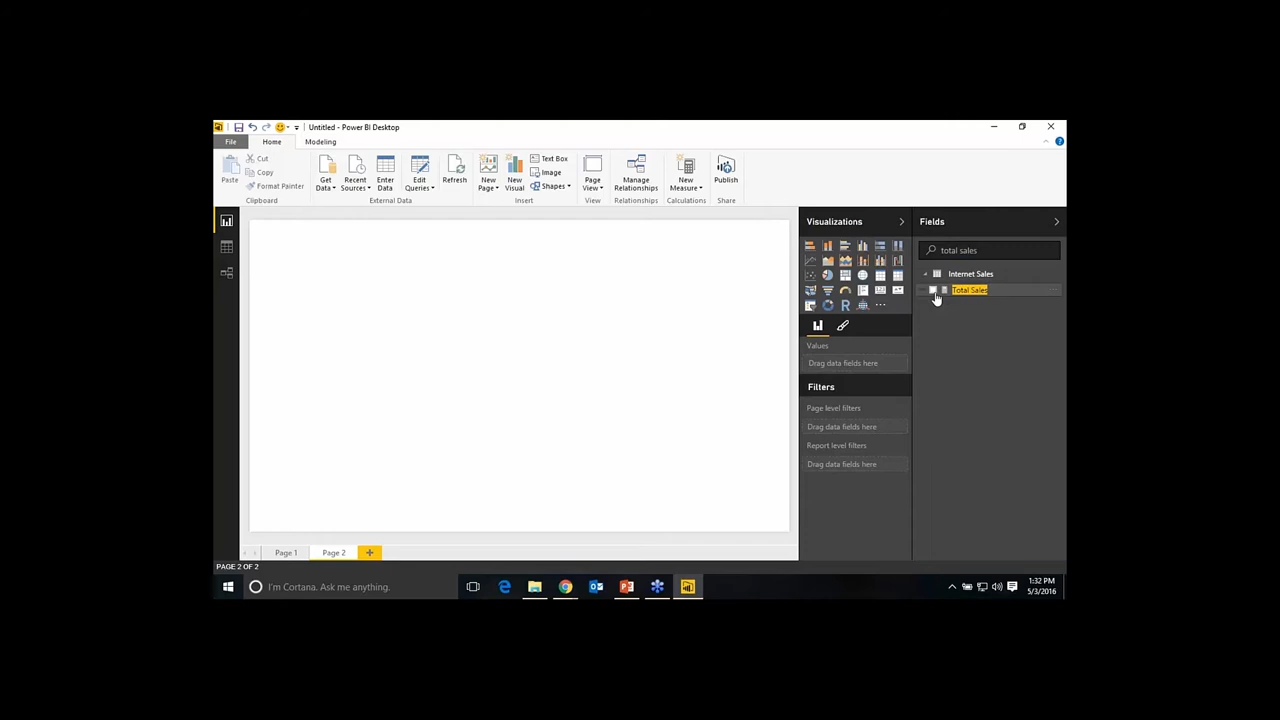 Untitled - Power BI Desktop
File
Home
Modeling
Paste
Cut
Copy
Format Painter
Clipboard
Get Data
Recent Sources
Enter Data
Edit Queries
Refresh
External Data
New Page
New Visual
Text Box
Image
Shapes
Insert
Page View
View
Manage Relationships
Relationships
New Measure
Calculations
Publish
Share
Visualizations
R
Values
Drag data fields here
Filters
Page level filters
Drag data fields here
Report level filters
Drag data fields here
Fields
total sales
Internet Sales
Total Sales
Page 1
Page 2
PAGE 2 OF 2
I'm Cortana. Ask me anything.
1:32 PM
5/3/2016